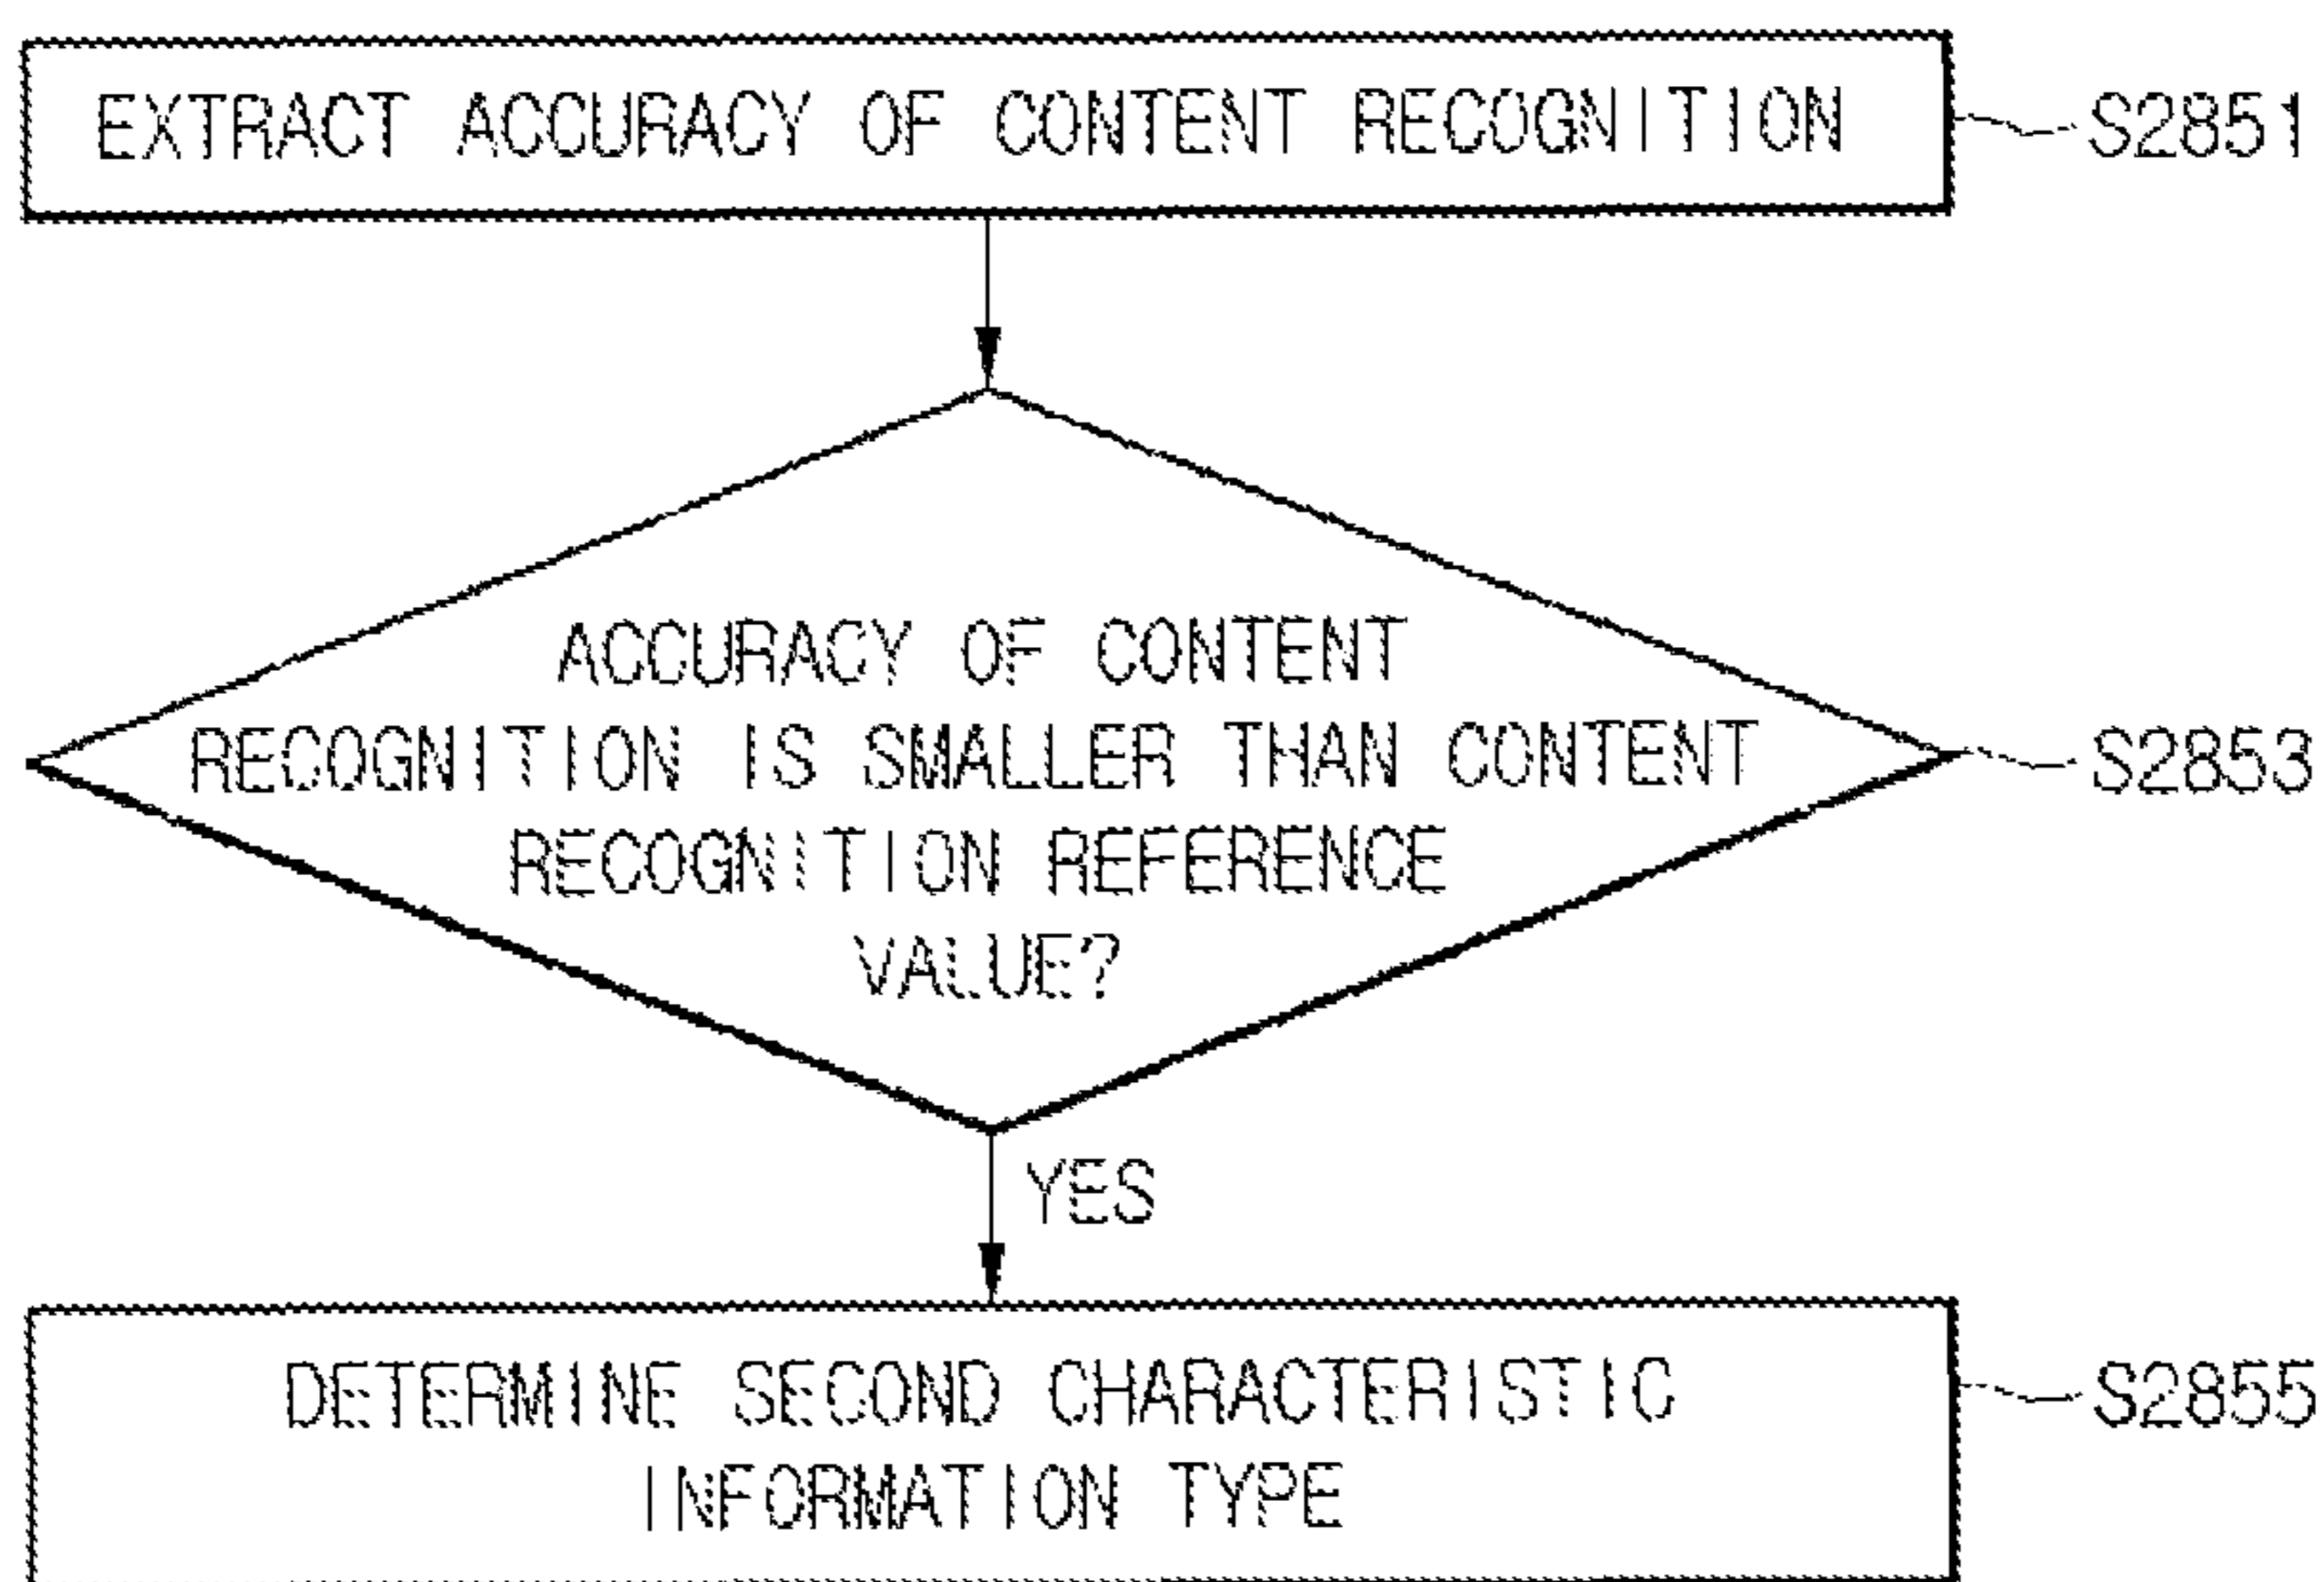 EXTRACT ACCURACY OF CONTENT RECOGNITION
S2851
ACCURACY OF CONTENT
RECOGNITION IS SMALLER THAN CONTENT
RECOGNITION REFERENCE
VALUE?
S2853
YES
DETERMINE SECOND CHARACTERISTIC
INFORMATION TYPE
S2855